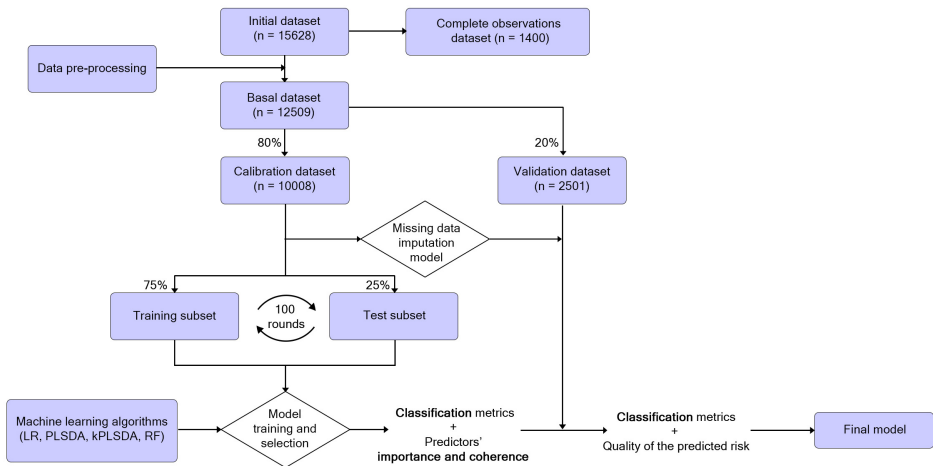 Initial dataset
(n = 15628)
Complete observations
dataset (n = 1400)
Data pre-processing
Basal dataset
(n = 12509)
80%
20%
Calibration dataset
(n = 10008)
Validation dataset
(n = 2501)
Missing data
imputation
model
75%
25%
Training subset
100
rounds
Test subset
Machine learning algorithms
(LR, PLSDA, kPLSDA, RF)
Model
training and
selection
Classification metrics
+
Predictors'
importance and coherence
Classification metrics
+
Quality of the predicted risk
Final model